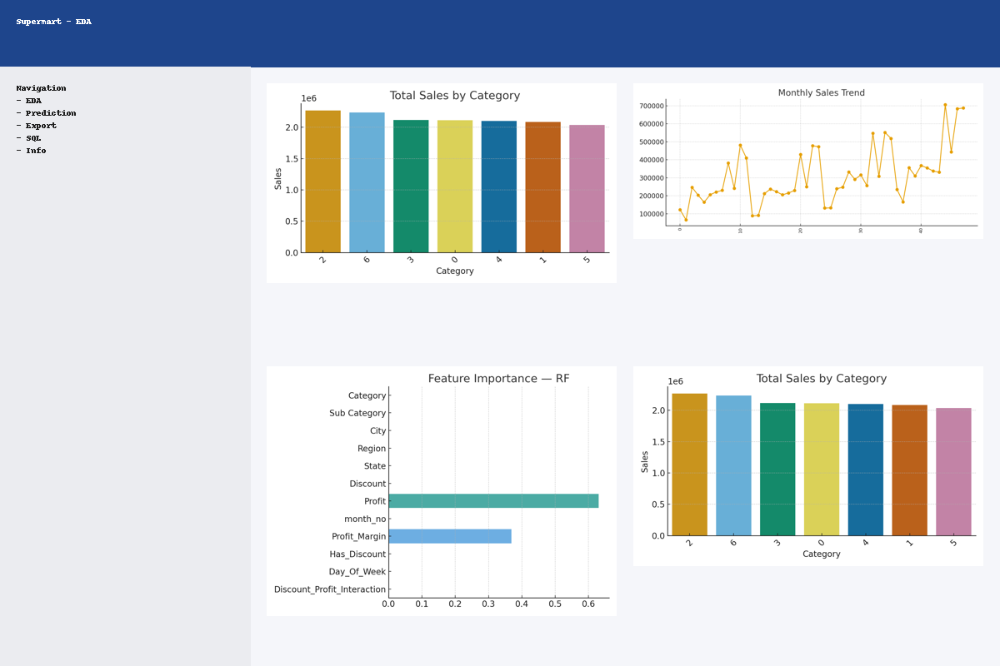 Supermart - EDA
Navigation
- EDA
- Prediction
- Export
- SQL
- Info
Total Sales by Category
1e6
Sales
2.0
1.5
1.0
0.5
0.0
2 6 3 0 4 1 5
Category
Monthly Sales Trend
700000
600000
500000
400000
300000
200000
100000
0 10 20 30 40
Feature Importance — RF
Category
Sub Category
City
Region
State
Discount
Profit
month_no
Profit_Margin
Has_Discount
Day_Of_Week
Discount_Profit_Interaction
0.0 0.1 0.2 0.3 0.4 0.5 0.6
Total Sales by Category
1e6
Sales
2.0
1.5
1.0
0.5
0.0
2 6 3 0 4 1 5
Category